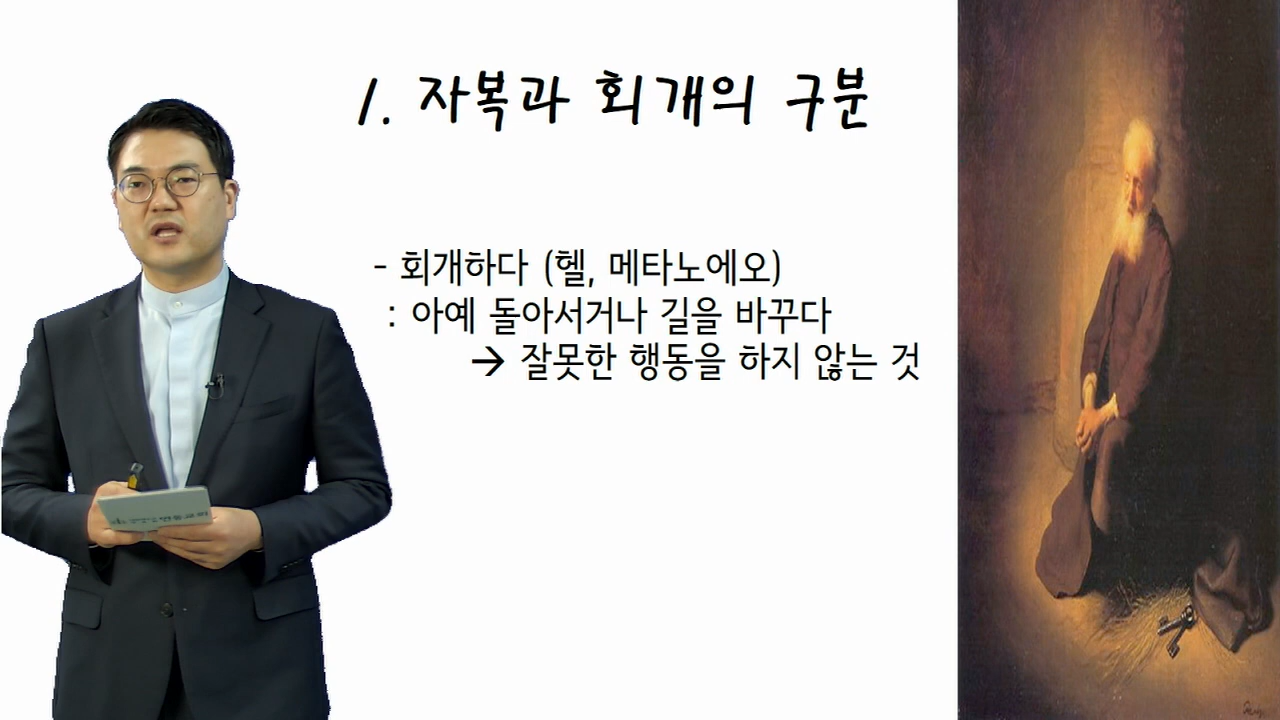 1. 자복과 회개의 구분
- 회개하다 (헬, 메타노에오)
: 아예 돌아서거나 길을 바꾸다
→ 잘못한 행동을 하지 않는 것